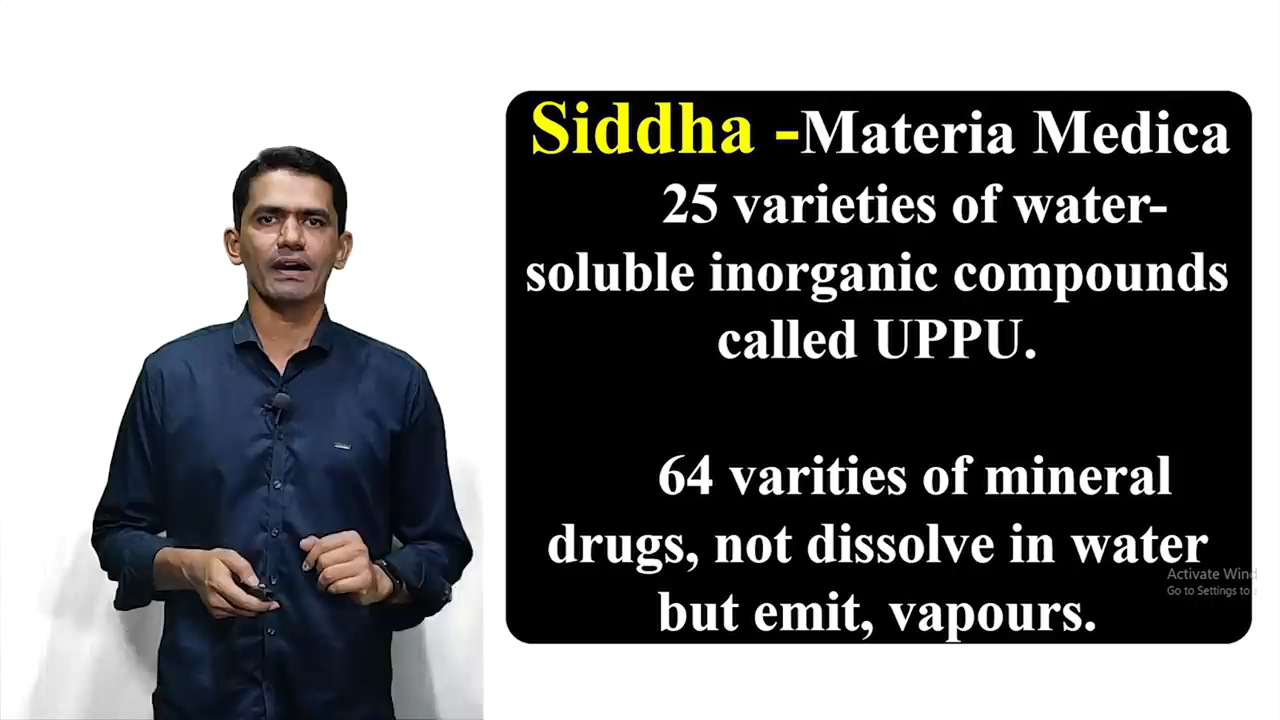 Siddha -Materia Medica
25 varieties of water-
soluble inorganic compounds
called UPPU.
64 varities of mineral
drugs, not dissolve in water
but emit, vapours.
Activate Wind
Go to Settings to